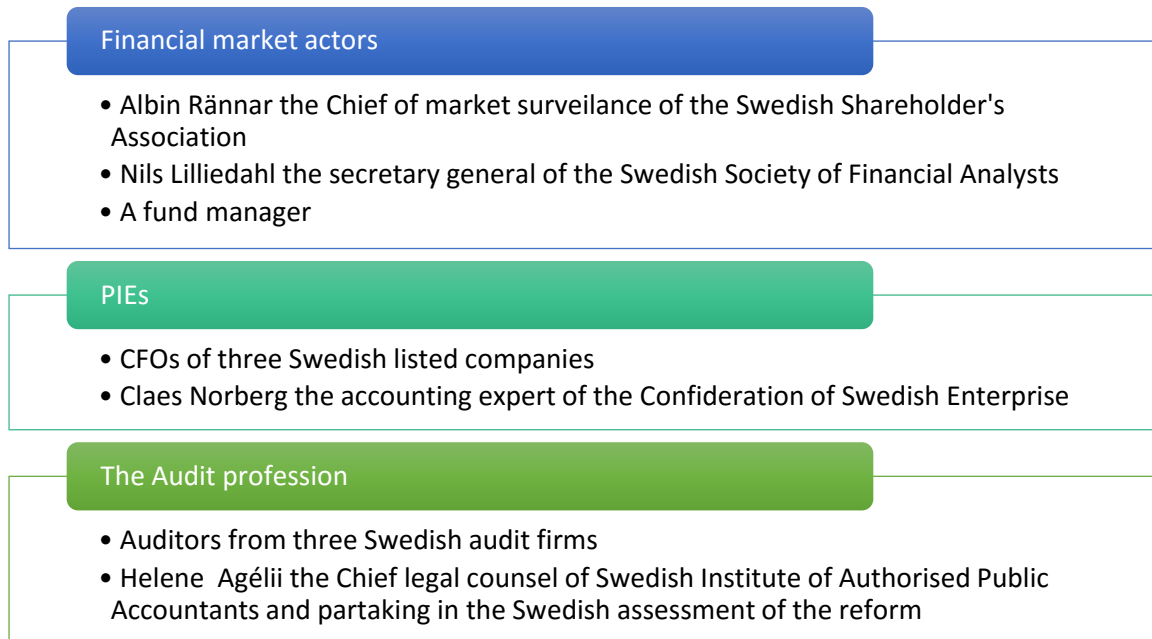 Financial market actors
• Albin Rännar the Chief of market surveilance of the Swedish Shareholder's
Association
• Nils Lilliedahl the secretary general of the Swedish Society of Financial Analysts
• A fund manager
PIEs
• CFOs of three Swedish listed companies
• Claes Norberg the accounting expert of the Confideration of Swedish Enterprise
The Audit profession
• Auditors from three Swedish audit firms
• Helene Agélii the Chief legal counsel of Swedish Institute of Authorised Public
Accountants and partaking in the Swedish assessment of the reform